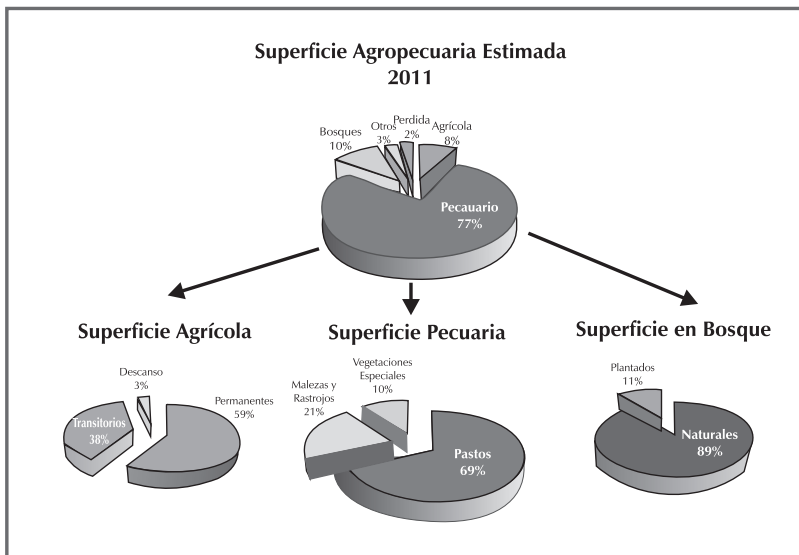 Superficie Agropecuaria Estimada
2011
Bosques
10%
Otros
3%
Perdida
2%
Agrícola
8%
Pecauario
77%
Superficie Agrícola
Descanso
3%
Permanentes
59%
Transitorios
38%
Superficie Pecuaria
Vegetaciones
Especiales
10%
Malezas y
Rastrojos
21%
Pastos
69%
Superficie en Bosque
Plantados
11%
Naturales
89%